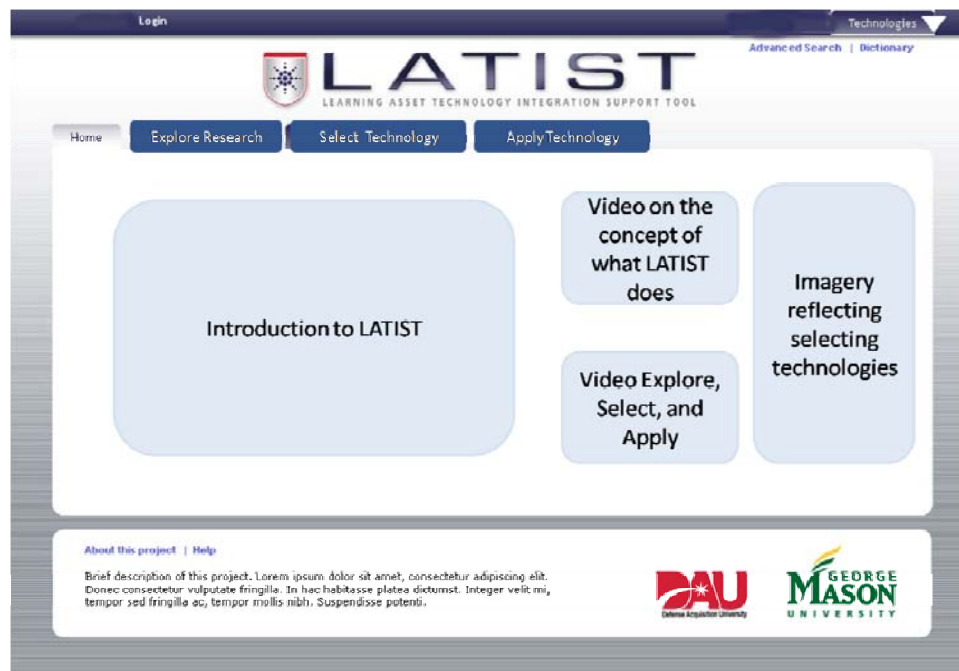 Login
Technologies
Advanced Search | Dictionary
LATIST
LEARNING ASSET TECHNOLOGY INTEGRATION SUPPORT TOOL
Home
Explore Research
Select Technology
Apply Technology
Introduction to LATIST
Video on the
concept of
what LATIST
does
Video Explore,
Select, and
Apply
Imagery
reflecting
selecting
technologies
About this project | Help
Brief description of this project. Lorem ipsum dolor sit amet, consectetur adipiscing elit.
Donec consectetur vulputate fringilla. In hac habitasse platea dictumst. Integer velit mi,
tempor sed fringilla ac, tempor mollis nibh. Suspendisse potenti.
DAU
Defense Acquisition University
GEORGE
MASON
UNIVERSITY